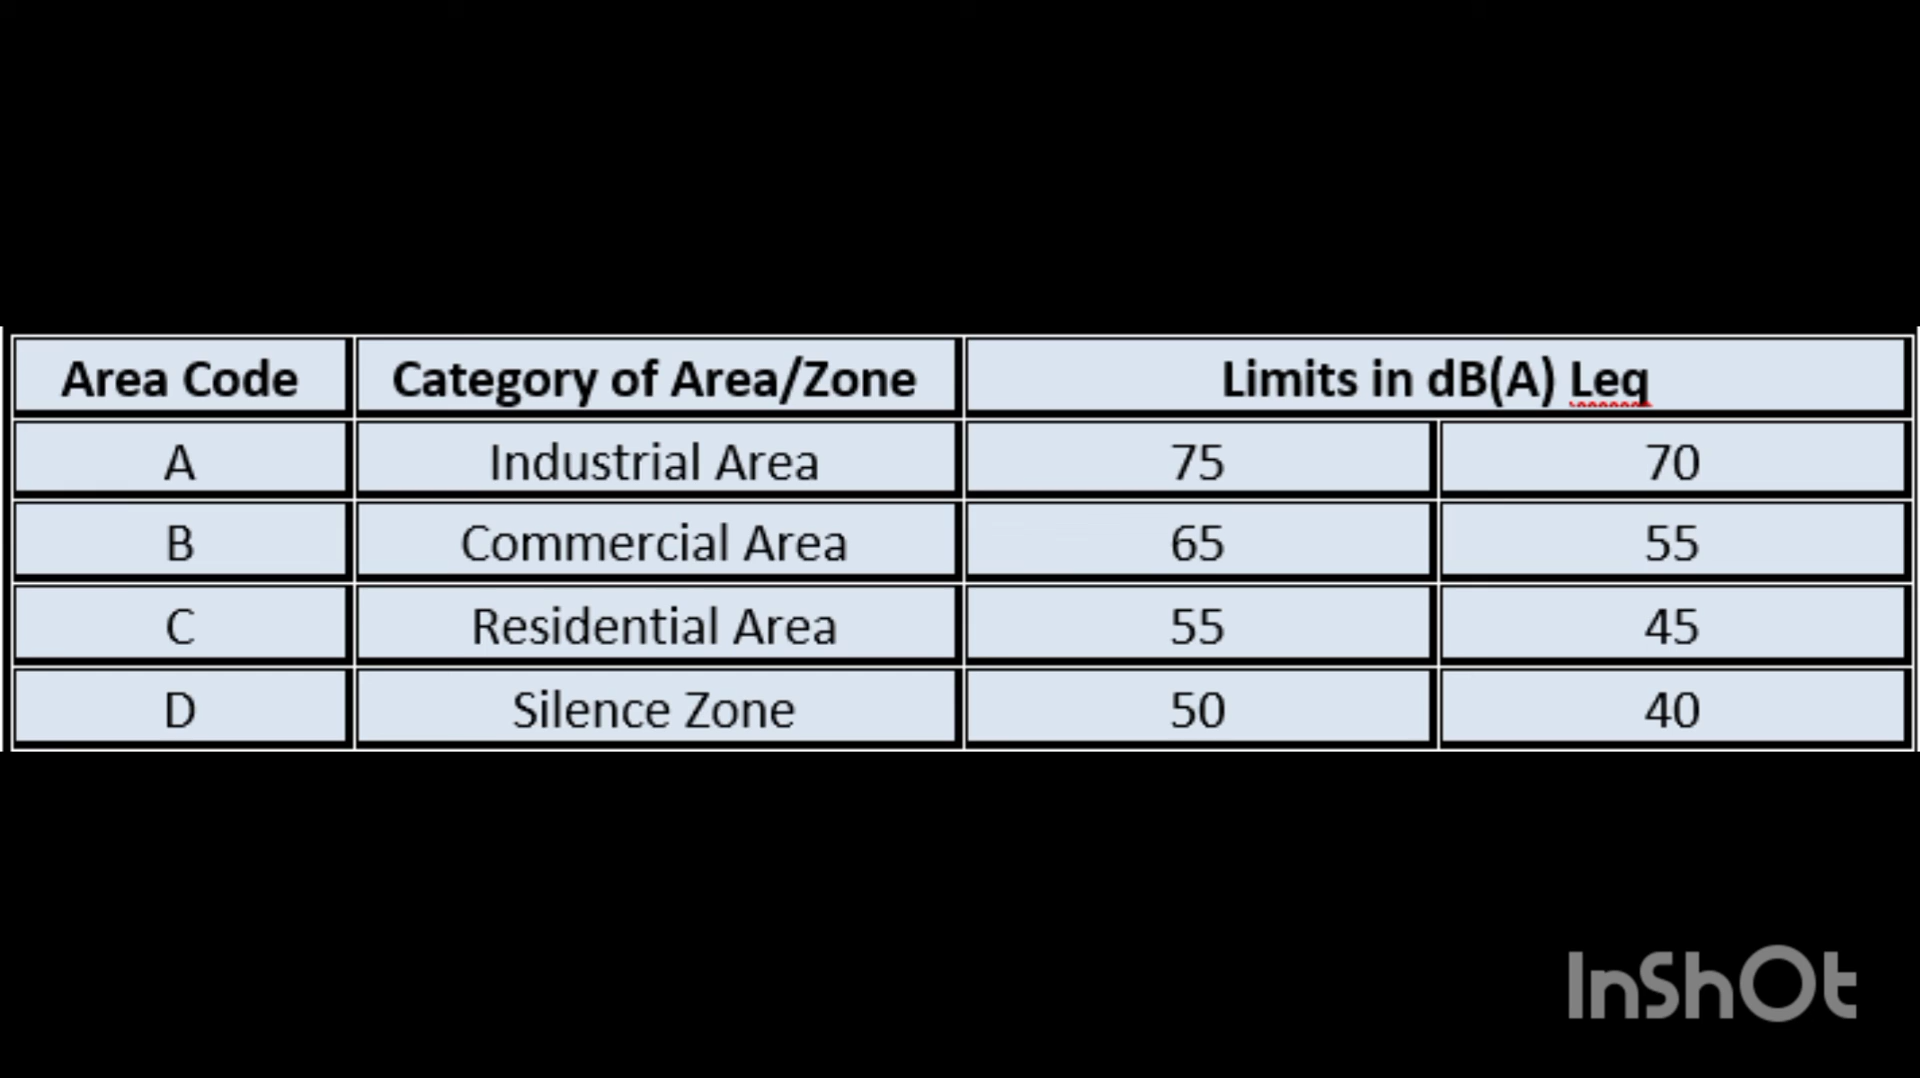 Area Code Category of Area/Zone Limits in dB(A) Leq
A Industrial Area 75 70
B Commercial Area 65 55
C Residential Area 55 45
D Silence Zone 50 40
InShOt